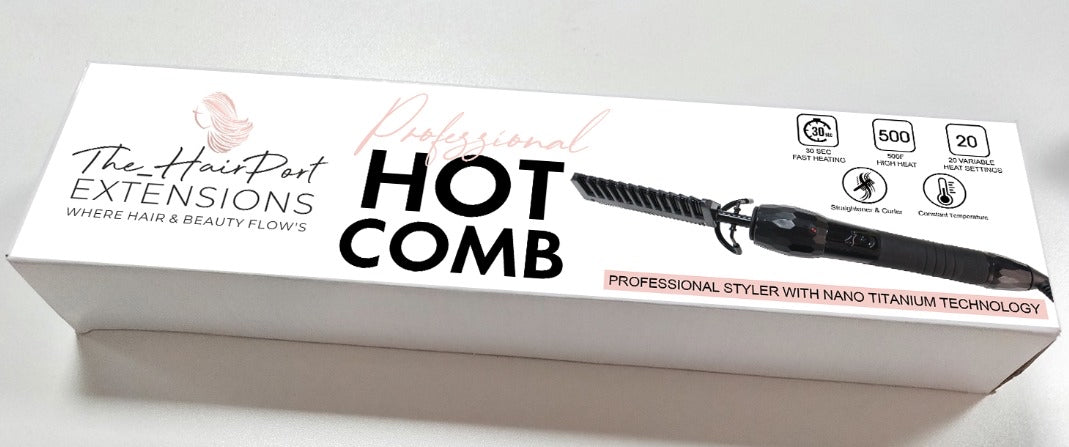 The_HairPort
EXTENSIONS
WHERE HAIR & BEAUTY FLOW'S
Professional
HOT
COMB
30 sec
30 SEC
FAST HEATING
500
500F
HIGH HEAT
20
20 VARIABLE
HEAT SETTINGS
Straightener & Curler
Constant Temperature
PROFESSIONAL STYLER WITH NANO TITANIUM TECHNOLOGY